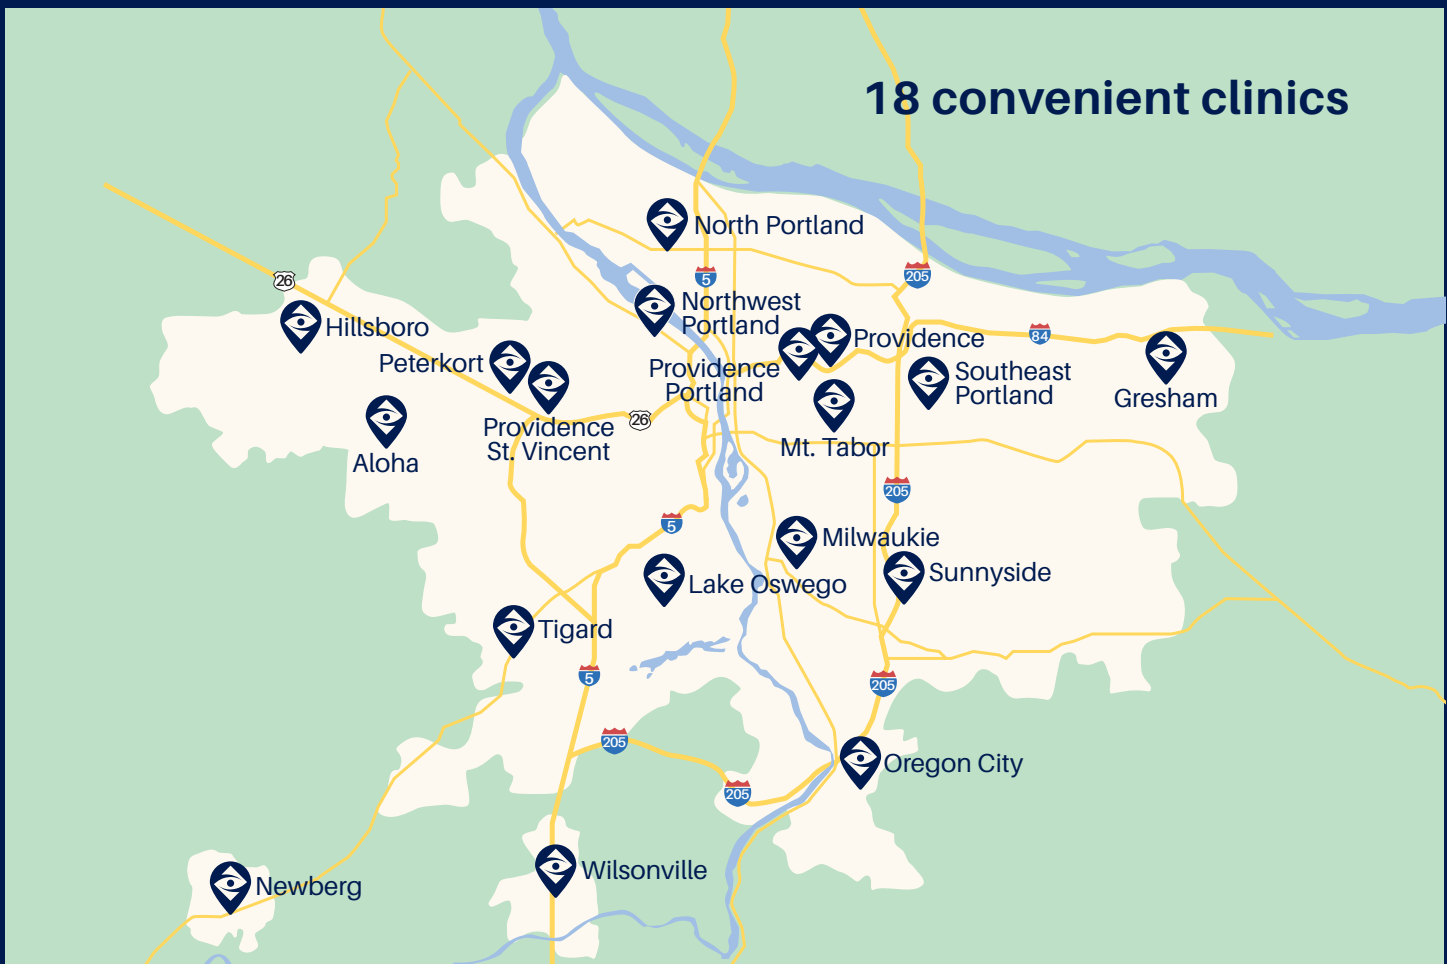 18 convenient clinics
North Portland
205
26
5
Northwest
Portland
Hillsboro
84
Providence
Peterkort
Providence
Portland
Southeast
Portland
Gresham
26
Providence
St. Vincent
Mt. Tabor
Aloha
205
5
Milwaukie
Sunnyside
Lake Oswego
Tigard
5
205
205
Oregon City
205
Wilsonville
Newberg